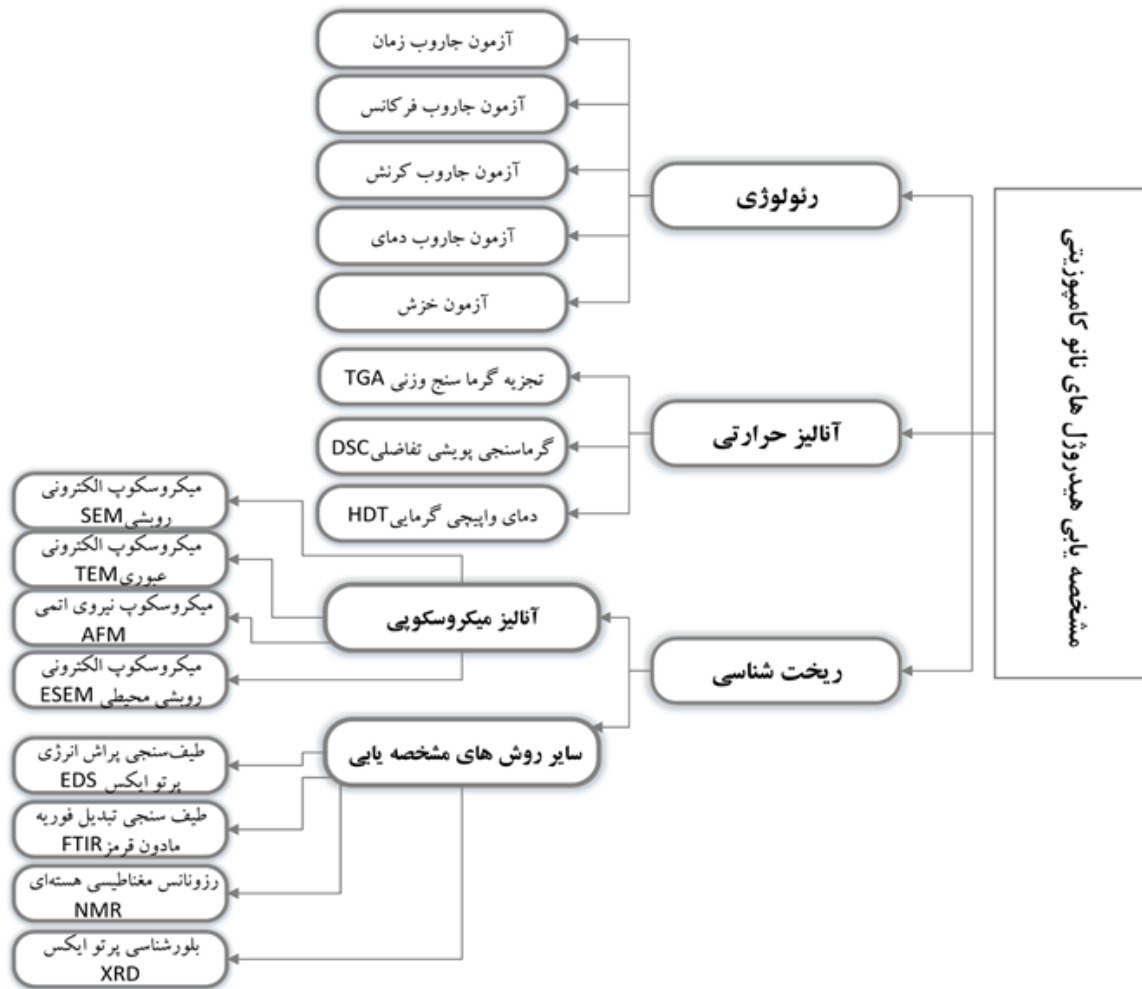 مشخصه یابی هیدروژل های نانو کامپوزیتی
رئولوژی
آزمون جاروب زمان
آزمون جاروب فرکانس
آزمون جاروب کرنش
آزمون جاروب دمای
آزمون خزش
آنالیز حرارتی
تجزیه گرما سنج وزنی TGA
گرماسنجی پویشی تفاضلیDSC
دمای واپیچی گرماییHDT
ریخت شناسی
آنالیز میکروسکوپی
میکروسکوپ الکترونی
روبشیSEM
میکروسکوپ الکترونی
عبوریTEM
میکروسکوپ نیروی اتمی
AFM
میکروسکوپ الکترونی
روبشی محیطی ESEM
سایر روش های مشخصه یابی
طیف‌سنجی پراش انرژی
پرتو ایکس EDS
طیف سنجی تبدیل فوریه
مادون قرمزFTIR
رزونانس مغناطیسی هسته‌ای
NMR
بلورشناسی پرتو ایکس
XRD